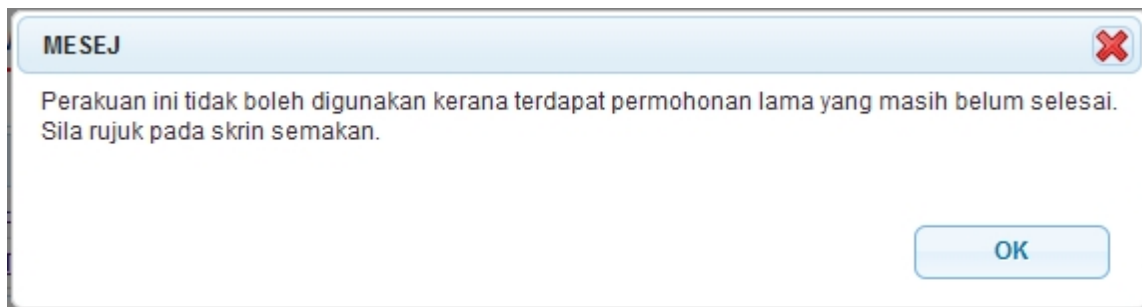 MESEJ
Perakuan ini tidak boleh digunakan kerana terdapat permohonan lama yang masih belum selesai.
Sila rujuk pada skrin semakan.
OK